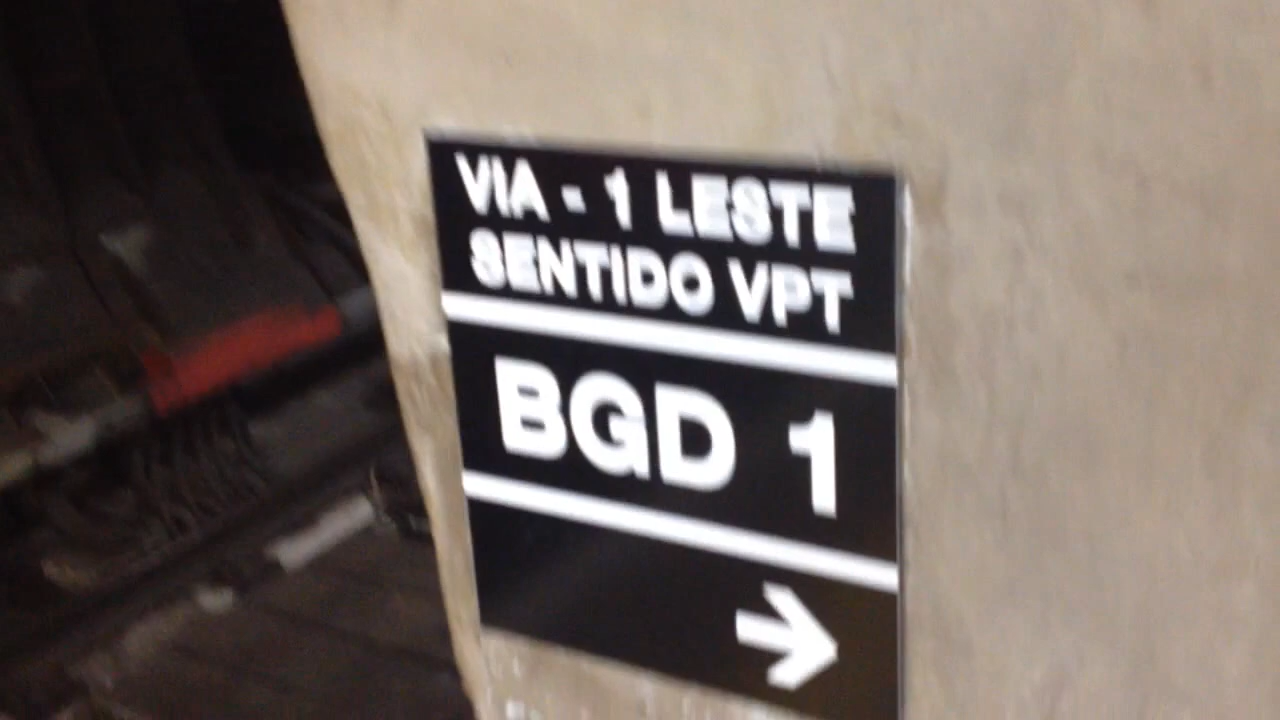 VIA - 1 LESTE
SENTIDO VPT
BGD 1
→